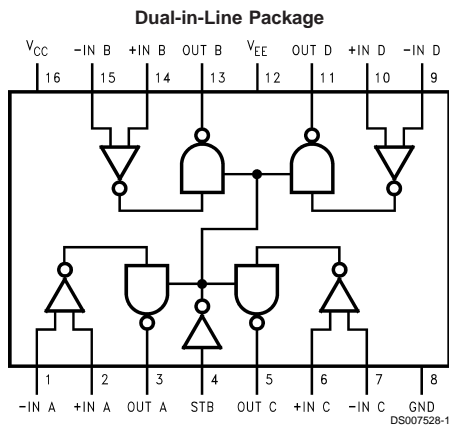 Dual-in-Line Package
VCC -IN B +IN B OUT B VEE OUT D +IN D -IN D
16 15 14 13 12 11 10 9
1 2 3 4 5 6 7 8
-IN A +IN A OUT A STB OUT C +IN C -IN C GND
DS007528-1